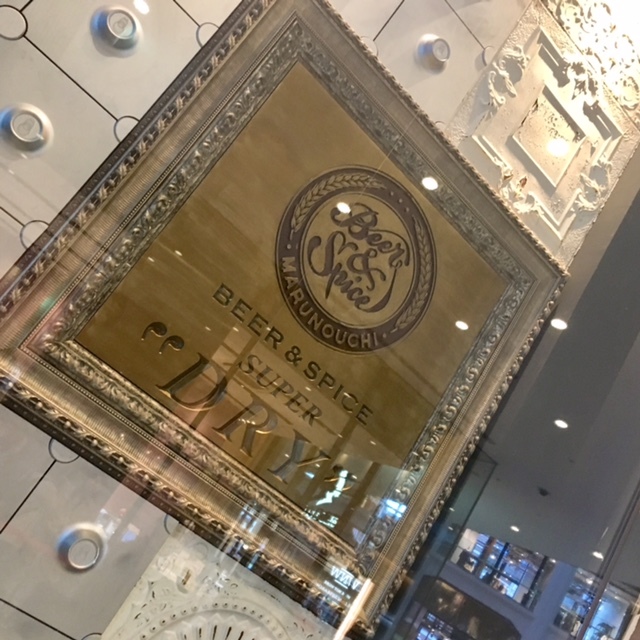 Beer
&
Spice
MARUNOUCHI
BEER & SPICE
SUPER
"DRY"